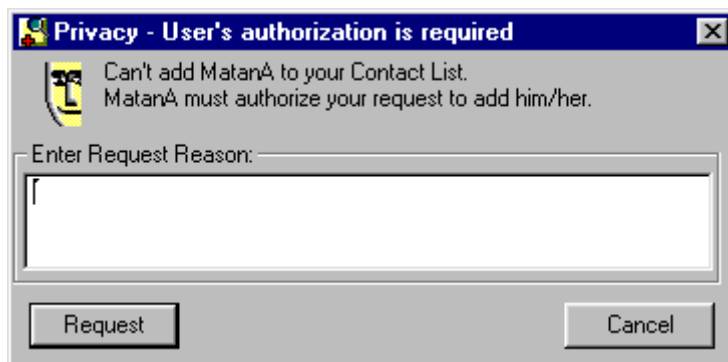 Privacy - User's authorization is required
Can't add MatanA to your Contact List.
MatanA must authorize your request to add him/her.
Enter Request Reason:
Request
Cancel